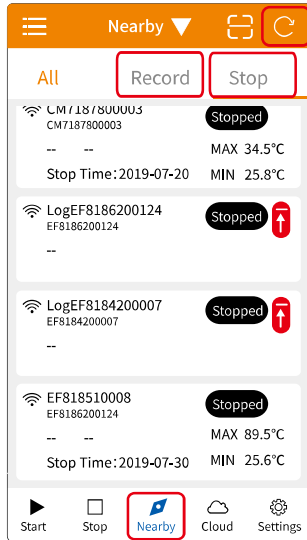 Nearby
All Record Stop
CM7187800003 Stopped
CM7187800003
-- -- MAX 34.5°C
Stop Time:2019-07-20 MIN 25.8°C
LogEF8186200124 Stopped
EF8186200124
--
LogEF8184200007 Stopped
EF8184200007
--
EF818510008 Stopped
EF8186200124
-- -- MAX 89.5°C
Stop Time:2019-07-30 MIN 25.6°C
Start Stop Nearby Cloud Settings